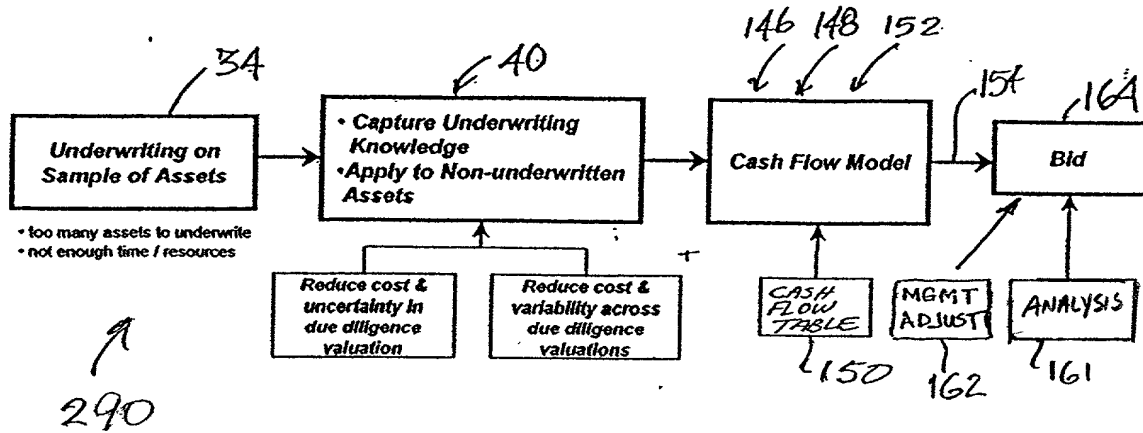 146 148 152
34
40
154
164
Underwriting on
Sample of Assets
• Capture Underwriting
Knowledge
•Apply to Non-underwritten
Assets
Cash Flow Model
Bid
• too many assets to underwrite
• not enough time / resources
Reduce cost &
uncertainty in
due diligence
valuation
Reduce cost &
variability across
due diligence
valuations
CASH
FLOW
TABLE
MGMT
ADJUST
ANALYSIS
150
162
161
290